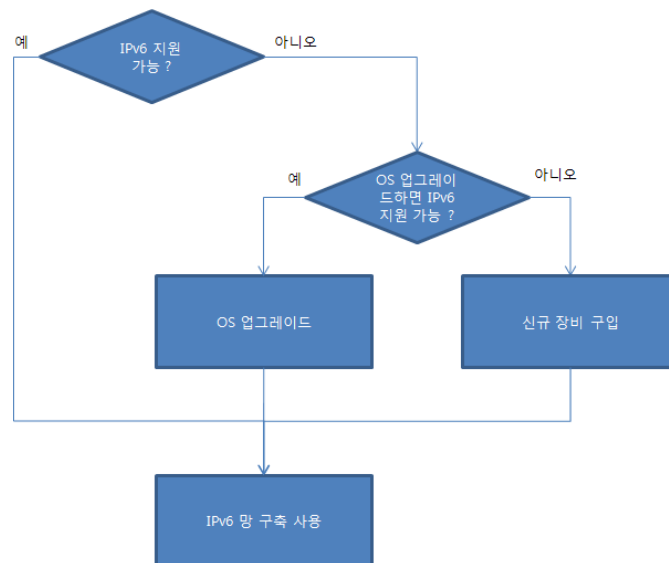 예
IPv6 지원
가능 ?
아니오
예
OS 업그레이
드하면 IPv6
지원 가능 ?
아니오
OS 업그레이드
신규 장비 구입
IPv6 망 구축 사용